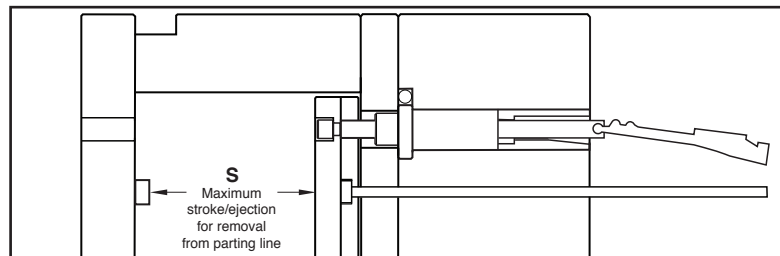 S
Maximum
stroke/ejection
for removal
from parting line